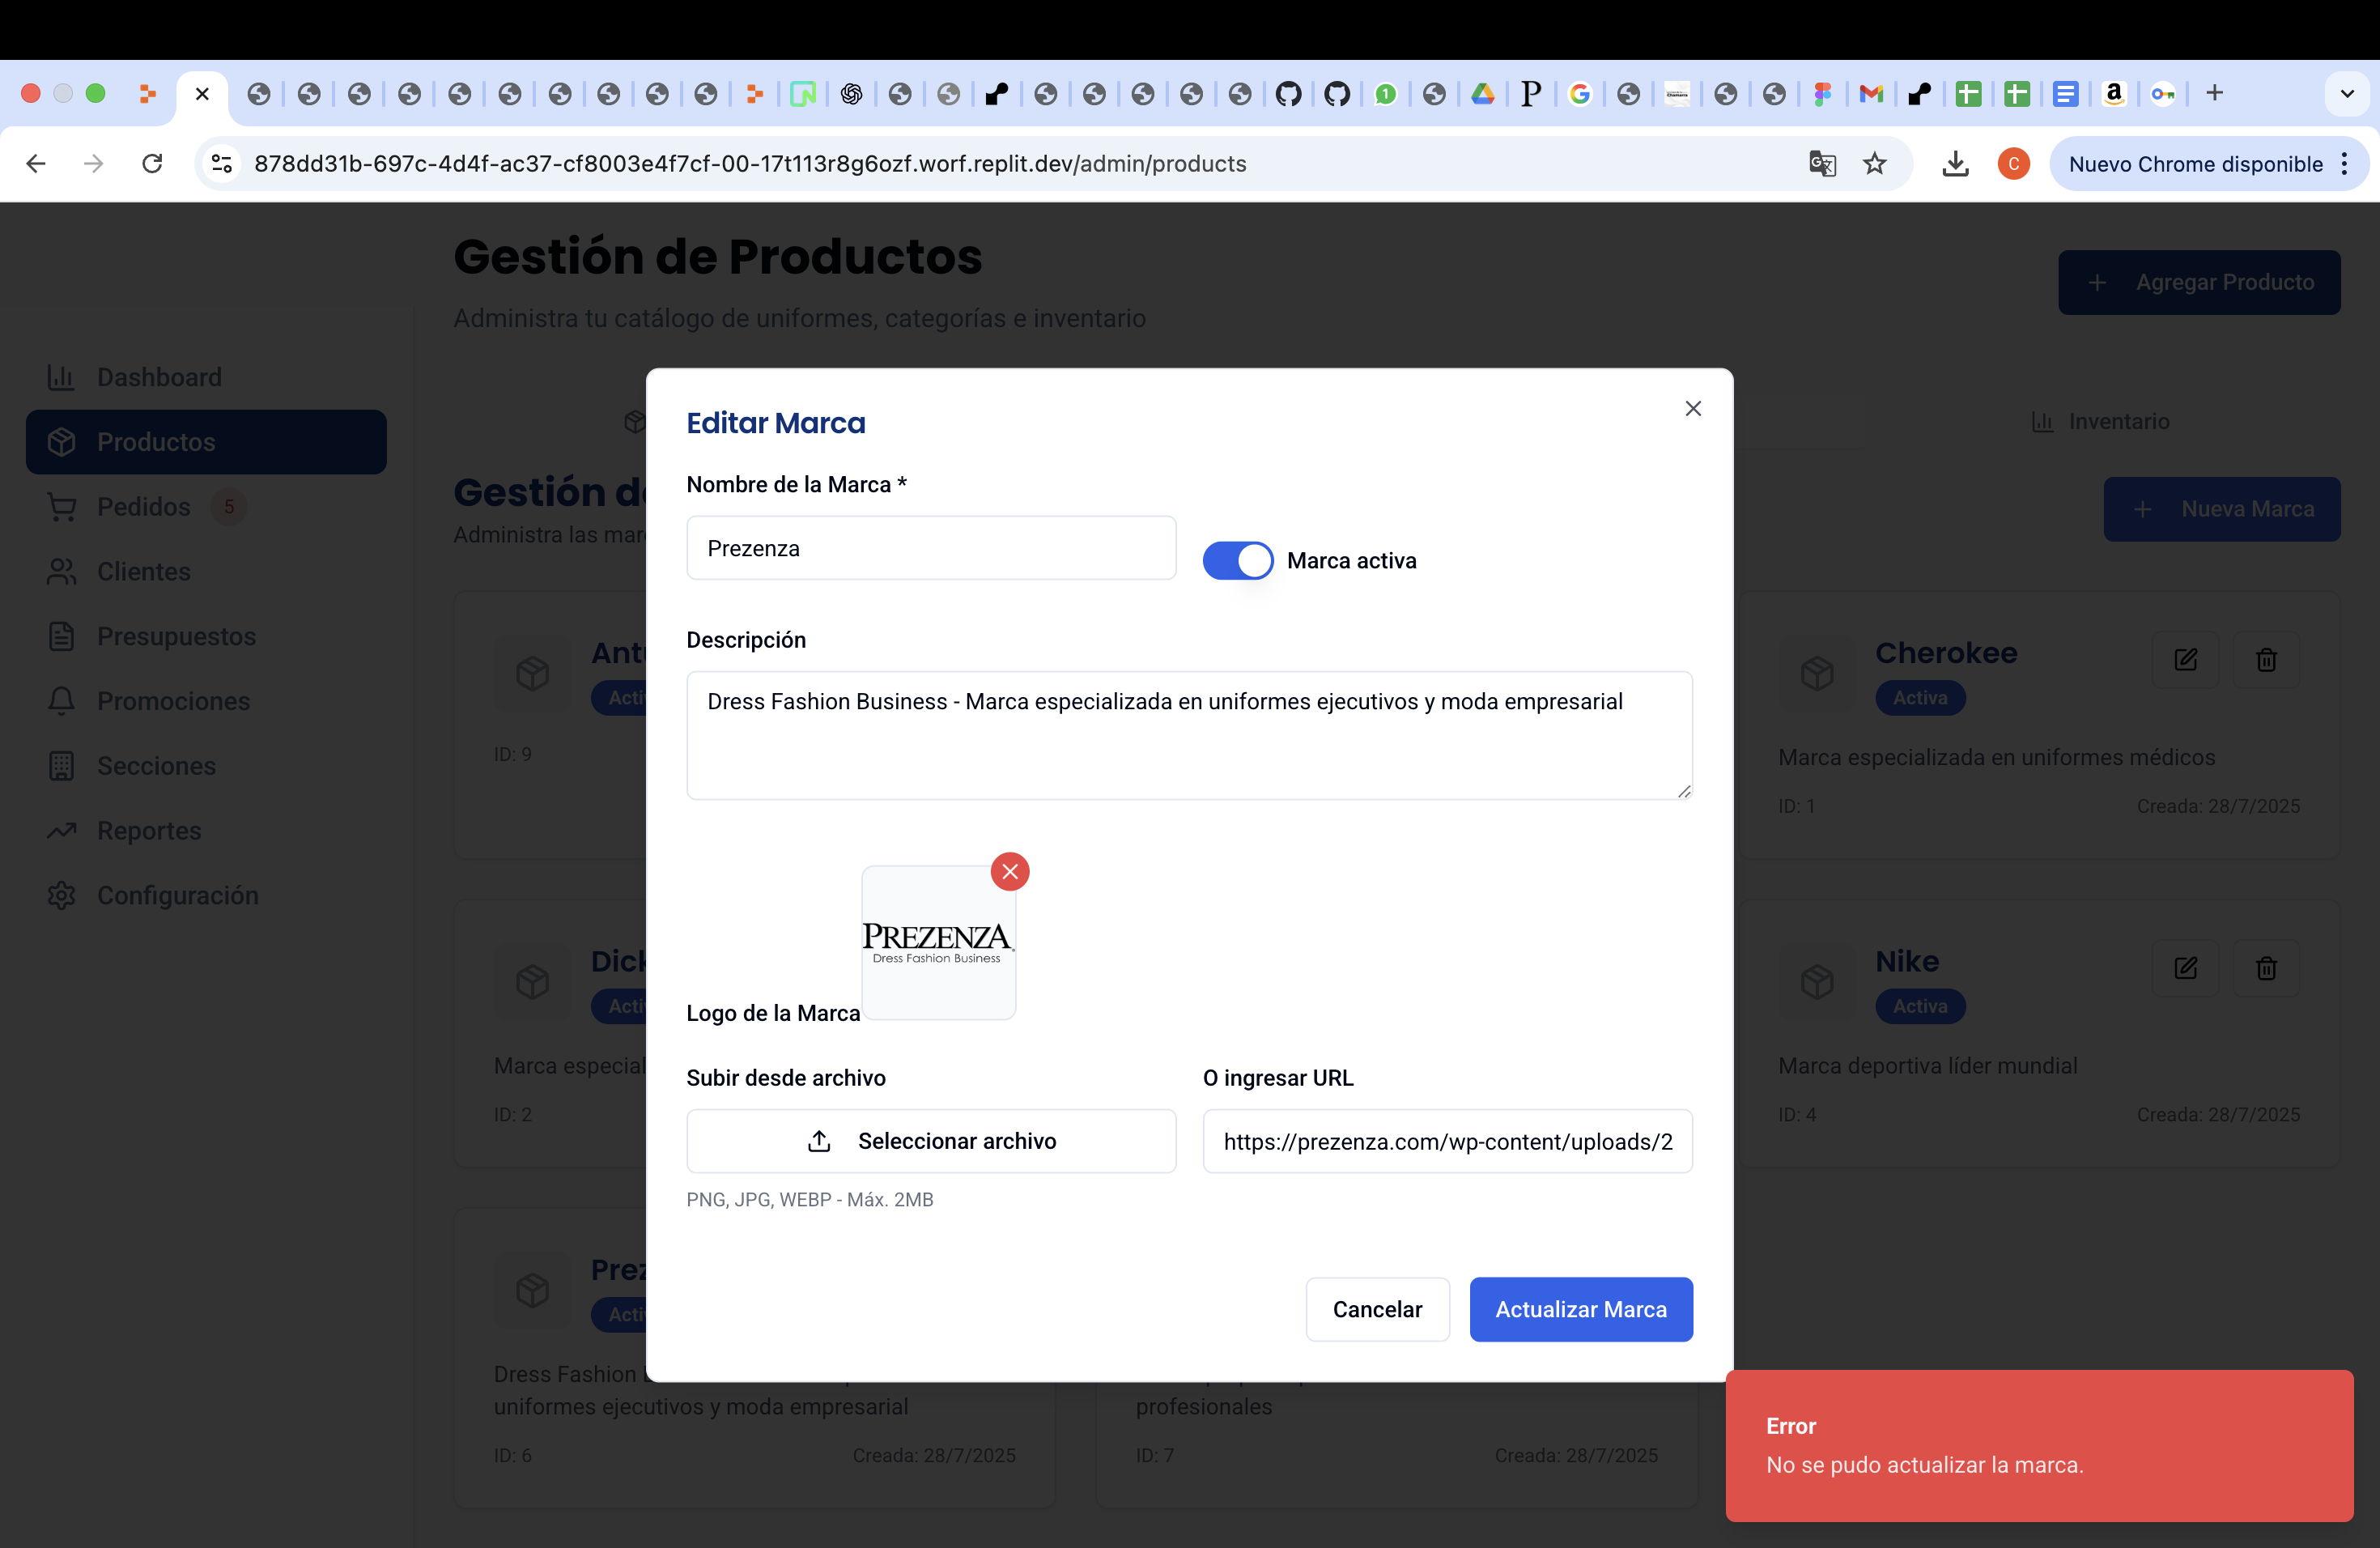 878dd31b-697c-4d4f-ac37-cf8003e4f7cf-00-17t113r8g6ozf.worf.replit.dev/admin/products
C
Nuevo Chrome disponible
Gestión de Productos
Administra tu catálogo de uniformes, categorías e inventario
Agregar Producto
Dashboard
Productos
Pedidos 5
Clientes
Presupuestos
Promociones
Secciones
Reportes
Configuración
Inventario
Gestión d
Administra las mar
Nueva Marca
Activ
ID: 9
Cherokee
Activa
Marca especializada en uniformes médicos
ID: 1 Creada: 28/7/2025
Dick
Activ
Marca especial
ID: 2
Nike
Activa
Marca deportiva líder mundial
ID: 4 Creada: 28/7/2025
Prez
Activ
Dress Fashion
uniformes ejecutivos y moda empresarial
ID: 6 Creada: 28/7/2025
profesionales
ID: 7 Creada: 28/7/2025
Editar Marca
Nombre de la Marca *
Prezenza
Marca activa
Descripción
Dress Fashion Business - Marca especializada en uniformes ejecutivos y moda empresarial
PREZENZA
Dress Fashion Business
Logo de la Marca
Subir desde archivo
O ingresar URL
Seleccionar archivo
https://prezenza.com/wp-content/uploads/2
PNG, JPG, WEBP - Máx. 2MB
Cancelar
Actualizar Marca
Error
No se pudo actualizar la marca.